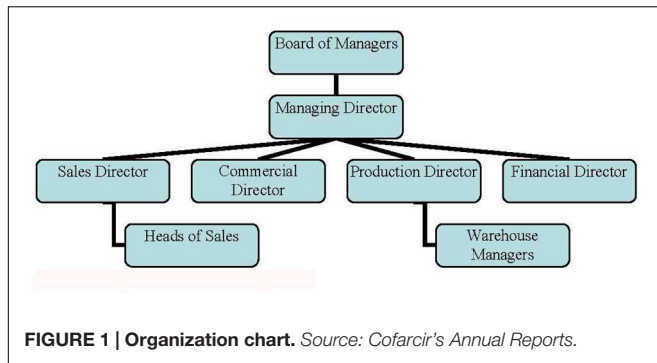 Board of Managers
Managing Director
Sales Director
Commercial
Director
Production Director
Financial Director
Heads of Sales
Warehouse
Managers
FIGURE 1 | Organization chart. Source: Cofarcir's Annual Reports.